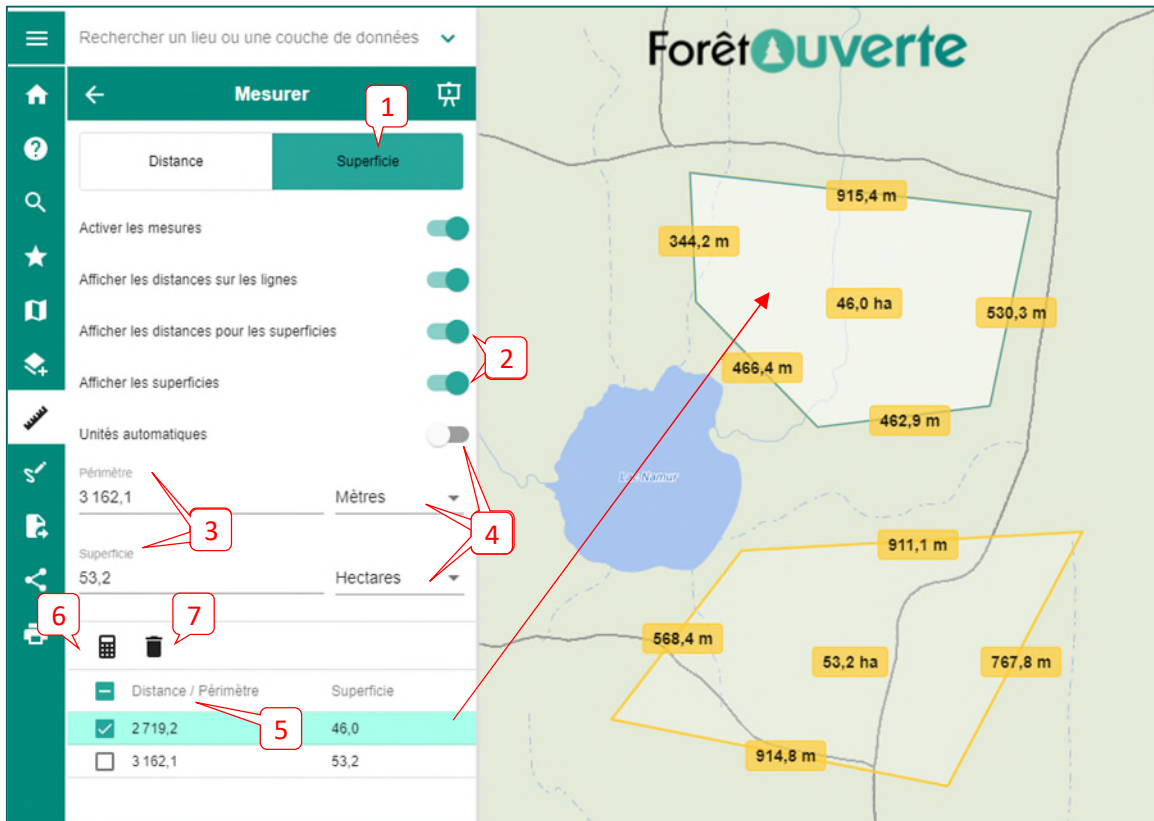 Rechercher un lieu ou une couche de données
ForêtOuverte
Mesurer
1
Distance Superficie
Activer les mesures
Afficher les distances sur les lignes
Afficher les distances pour les superficies
2
Afficher les superficies
Unités automatiques
Périmètre
3 162,1 Mètres
3
4
Superficie
53,2 Hectares
6
7
Distance / Périmètre Superficie
5
2 719,2 46,0
3 162,1 53,2
915,4 m
344,2 m
46,0 ha
530,3 m
466,4 m
462,9 m
Lac Namur
911,1 m
568,4 m
53,2 ha
767,8 m
914,8 m